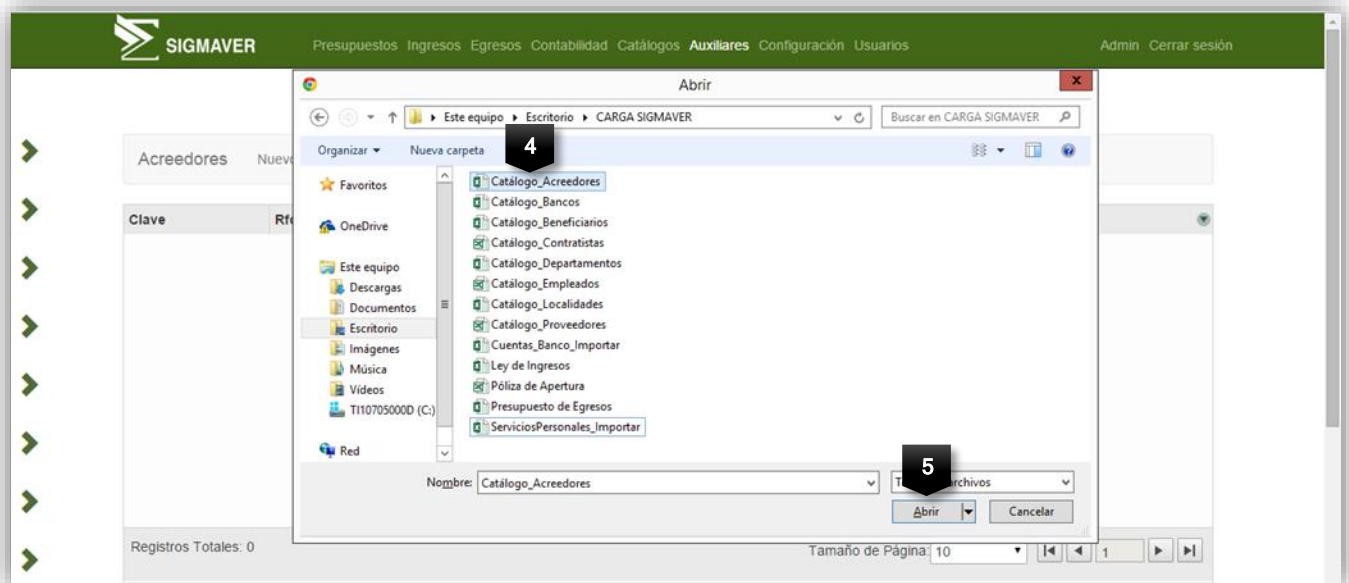 SIGMAVER
Presupuestos Ingresos Egresos Contabilidad Catálogos Auxiliares Configuración Usuarios
Admin Cerrar sesión
Abrir
x
Este equipo Escritorio CARGA SIGMAVER
Buscar en CARGA SIGMAVER
Organizar Nueva carpeta
4
Acreedores
Clave
Favoritos
OneDrive
Este equipo
Descargas
Documentos
Escritorio
Imágenes
Música
Vídeos
TI10705000D (C:)
Red
Catálogo_Acreedores
Catálogo_Bancos
Catálogo_Beneficiarios
Catálogo_Contratistas
Catálogo_Departamentos
Catálogo_Empleados
Catálogo_Localidades
Catálogo_Proveedores
Cuentas_Banco_Importar
Ley de Ingresos
Póliza de Apertura
Presupuesto de Egresos
ServiciosPersonales_Importar
Nombre: Catálogo_Acreedores
5
Abrir Cancelar
Registros Totales: 0
Tamaño de Página: 10
1